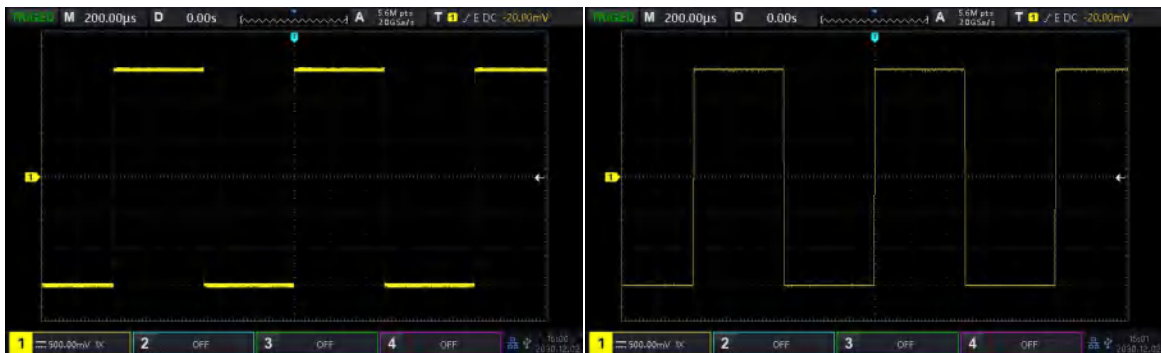 TRIGED M 200.00µs D 0.00s A 5.6M pts 2.0GSa/s T 1 E DC -20.00mV
T
1
1 500.00mV 1X 2 OFF 3 OFF 4 OFF
TRIGED M 200.00µs D 0.00s A 5.6M pts 2.0GSa/s T 1 E DC -20.00mV
T
1
1 500.00mV 1X 2 OFF 3 OFF 4 OFF